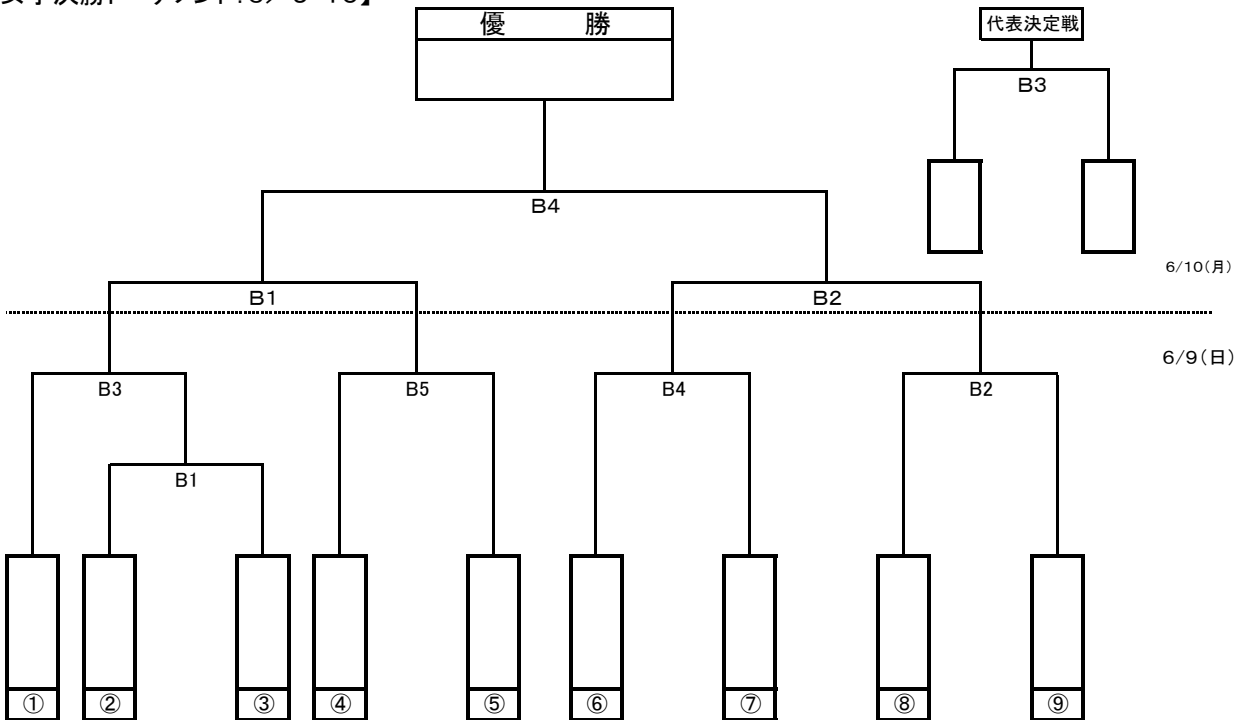 優　　　勝
代表決定戦
B3
B4
6/10(月)
B1
B2
6/9(日)
B3
B5
B4
B2
B1
①
②
③
④
⑤
⑥
⑦
⑧
⑨